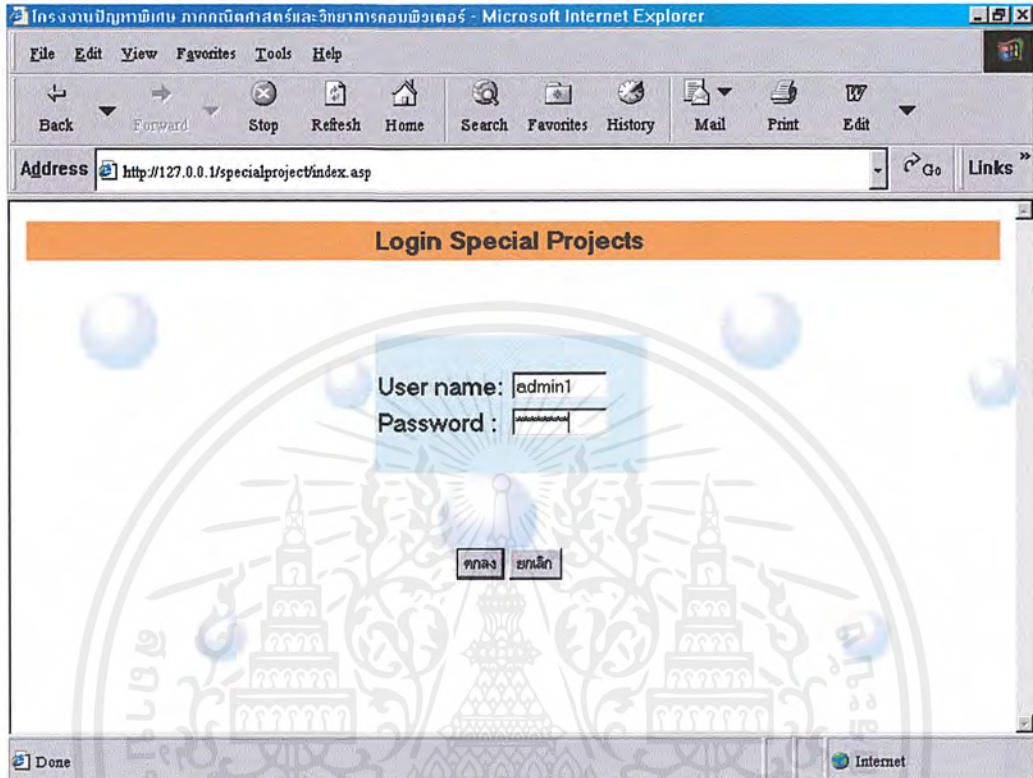 โครงงานปัญหาพิเศษ ภาคคณิตศาสตร์และวิทยาการคอมพิวเตอร์ - Microsoft Internet Explorer
File Edit View Favorites Tools Help
Back Forward Stop Refresh Home Search Favorites History Mail Print Edit
Address http://127.0.0.1/specialproject/index.asp Go Links »
Login Special Projects
User name: admin1
Password : ********
ตกลง ยกเลิก
Done Internet